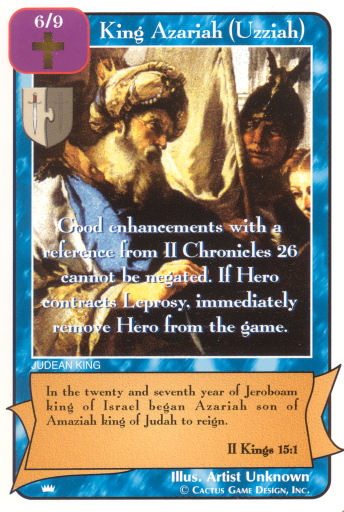 6/9
King Azariah (Uzziah)
Good enhancements with a
reference from II Chronicles 26
cannot be negated. If Hero
contracts Leprosy, immediately
remove Hero from the game.
JUDEAN KING
In the twenty and seventh year of Jeroboam
king of Israel began Azariah son of
Amaziah king of Judah to reign.
II Kings 15:1
Illus. Artist Unknown
© CACTUS GAME DESIGN, INC.